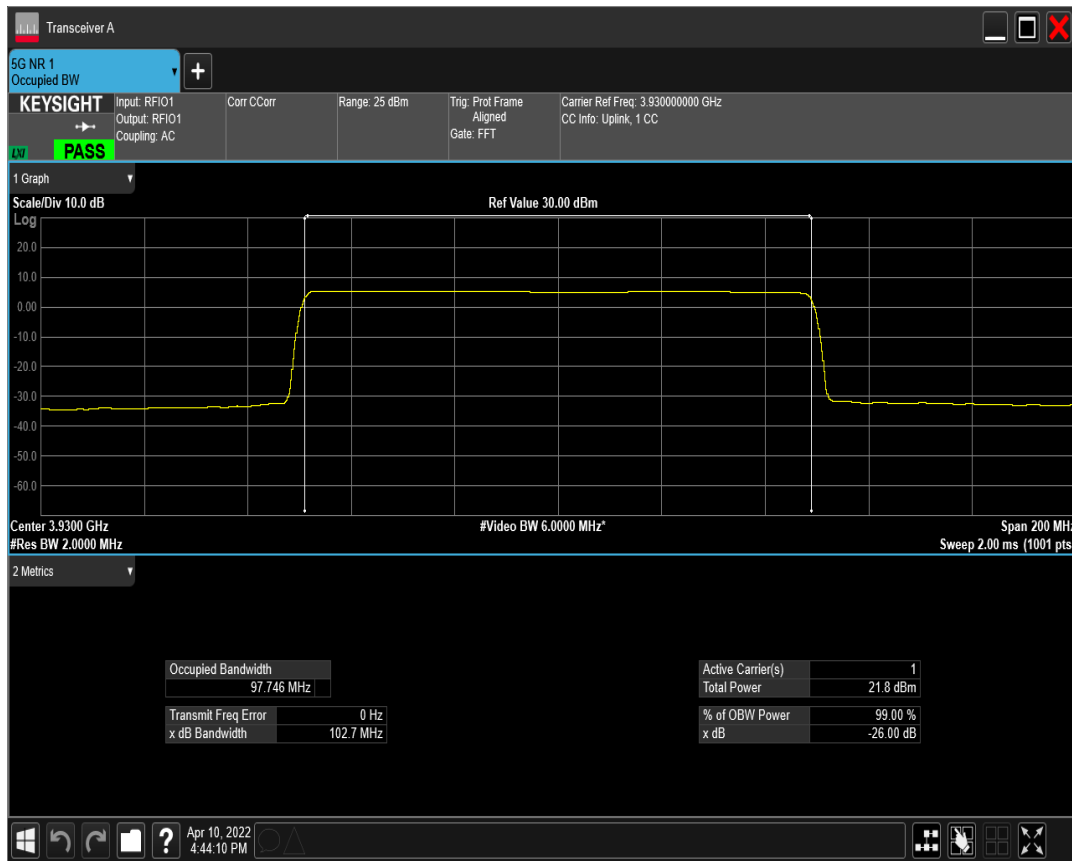 Transceiver A
5G NR 1
Occupied BW
+
KEYSIGHT
LXI
PASS
Input: RFIO1
Output: RFIO1
Coupling: AC
Corr CCorr
Range: 25 dBm
Trig: Prot Frame
Aligned
Gate: FFT
Carrier Ref Freq: 3.930000000 GHz
CC Info: Uplink, 1 CC
1 Graph
Scale/Div 10.0 dB
Ref Value 30.00 dBm
Log
20.0
10.0
0.00
-10.0
-20.0
-30.0
-40.0
-50.0
-60.0
Center 3.9300 GHz
#Video BW 6.0000 MHz*
Span 200 MHz
#Res BW 2.0000 MHz
Sweep 2.00 ms (1001 pts
2 Metrics
Occupied Bandwidth
97.746 MHz
Transmit Freq Error 0 Hz
x dB Bandwidth 102.7 MHz
Active Carrier(s) 1
Total Power 21.8 dBm
% of OBW Power 99.00 %
x dB -26.00 dB
?
Apr 10, 2022
4:44:10 PM